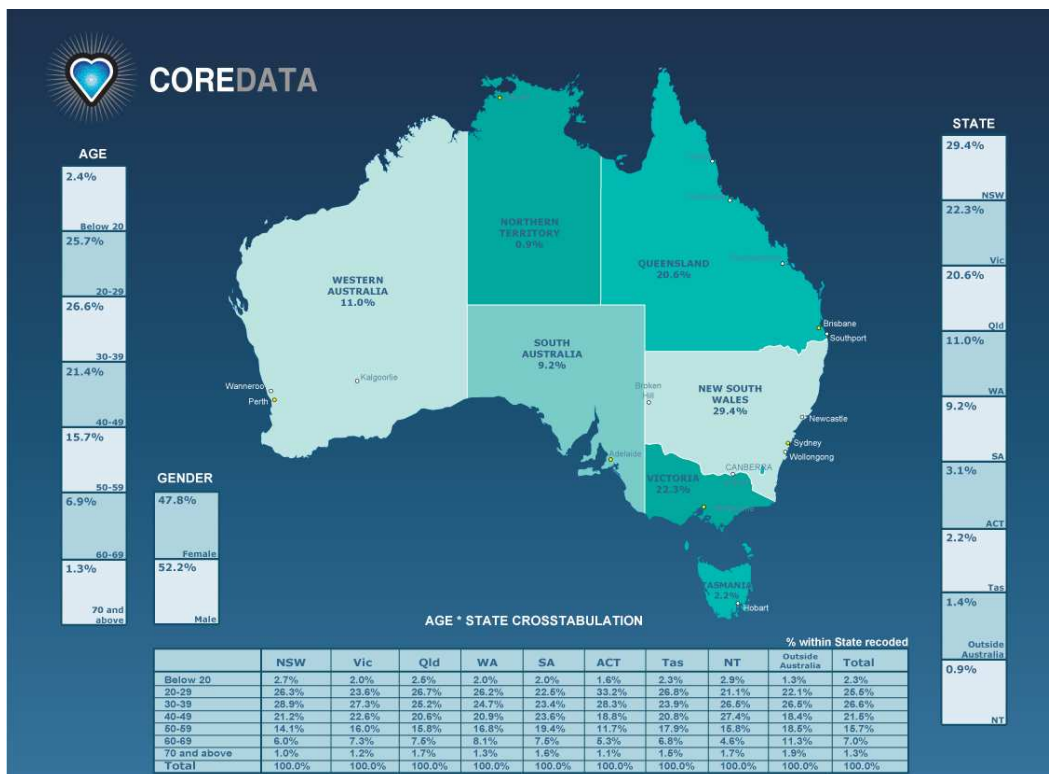 COREDATA
AGE
2.4%
Below 20
25.7%
20-29
26.6%
30-39
21.4%
40-49
15.7%
50-59
6.9%
60-69
1.3%
70 and
above
GENDER
47.8%
Female
52.2%
Male
WESTERN
AUSTRALIA
11.0%
NORTHERN
TERRITORY
0.9%
QUEENSLAND
20.6%
SOUTH
AUSTRALIA
9.2%
NEW SOUTH
WALES
29.4%
VICTORIA
22.3%
TASMANIA
2.2%
Wanneroo
Perth
Kalgoorlie
Brisbane
Southport
Broken
Hill
Newcastle
Sydney
Wollongong
Adelaide
CANBERRA
Hobart
STATE
29.4%
NSW
22.3%
Vic
20.6%
Qld
11.0%
WA
9.2%
SA
3.1%
ACT
2.2%
Tas
1.4%
Outside
Australia
0.9%
NT
AGE * STATE CROSSTABULATION
% within State recoded
NSW Vic Qld WA SA ACT Tas NT Outside Australia Total
Below 20 2.7% 2.0% 2.5% 2.0% 2.0% 1.6% 2.3% 2.9% 1.3% 2.3%
20-29 26.3% 23.6% 26.7% 26.2% 22.5% 33.2% 26.8% 21.1% 22.1% 25.5%
30-39 28.9% 27.3% 25.2% 24.7% 23.4% 28.3% 23.9% 26.5% 26.5% 26.6%
40-49 21.2% 22.6% 20.6% 20.9% 23.6% 18.8% 20.8% 27.4% 18.4% 21.5%
50-59 14.1% 16.0% 15.8% 16.8% 19.4% 11.7% 17.9% 15.8% 18.5% 15.7%
60-69 6.0% 7.3% 7.5% 8.1% 7.5% 5.3% 6.8% 4.6% 11.3% 7.0%
70 and above 1.0% 1.2% 1.7% 1.3% 1.6% 1.1% 1.5% 1.7% 1.9% 1.3%
Total 100.0% 100.0% 100.0% 100.0% 100.0% 100.0% 100.0% 100.0% 100.0% 100.0%